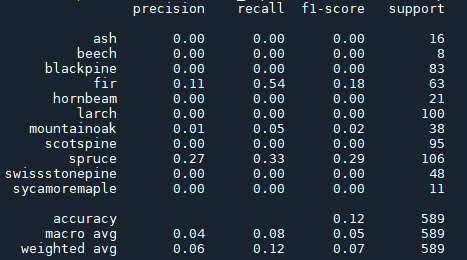 precision recall f1-score support
ash 0.00 0.00 0.00 16
beech 0.00 0.00 0.00 8
blackpine 0.00 0.00 0.00 83
fir 0.11 0.54 0.18 63
hornbeam 0.00 0.00 0.00 21
larch 0.00 0.00 0.00 100
mountainoak 0.01 0.05 0.02 38
scotspine 0.00 0.00 0.00 95
spruce 0.27 0.33 0.29 106
swissstonepine 0.00 0.00 0.00 48
sycamoremaple 0.00 0.00 0.00 11
accuracy 0.12 589
macro avg 0.04 0.08 0.05 589
weighted avg 0.06 0.12 0.07 589